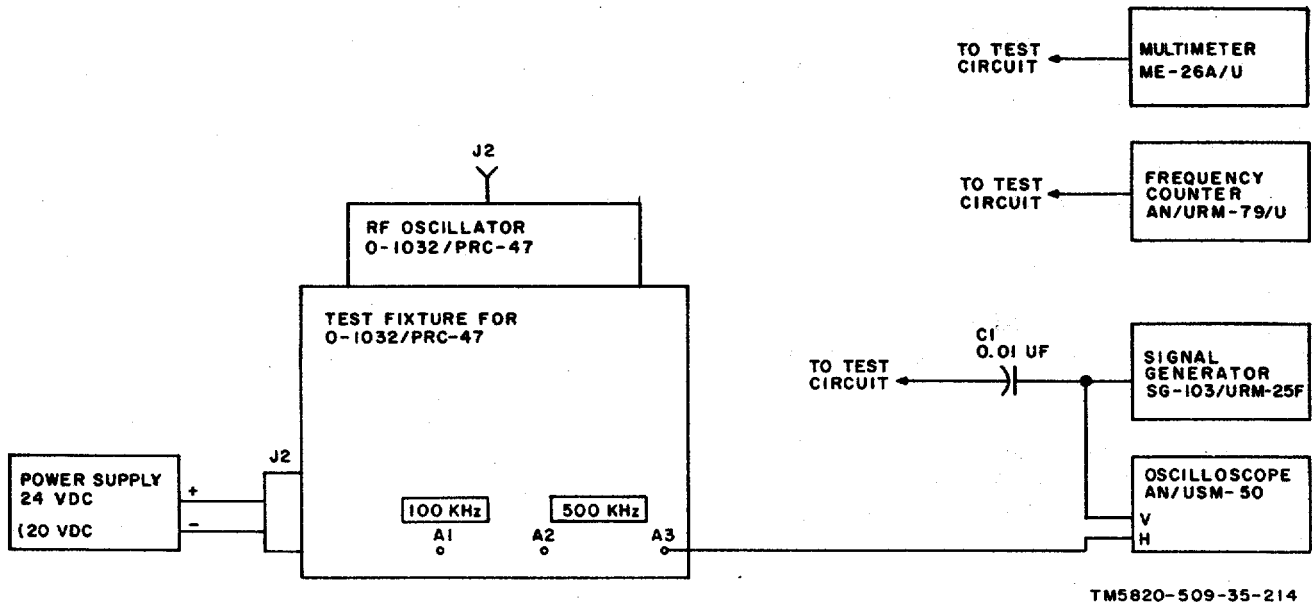 TO TEST
CIRCUIT
MULTIMETER
ME-26A/U
J2
TO TEST
CIRCUIT
FREQUENCY
COUNTER
AN/URM-79/U
RF OSCILLATOR
O-1032/PRC-47
TEST FIXTURE FOR
O-1032/PRC-47
C1
0.01 UF
TO TEST
CIRCUIT
SIGNAL
GENERATOR
SG-103/URM-25F
POWER SUPPLY
24 VDC
(20 VDC
+
-
J2
100 KHz
500 KHz
A1
A2
A3
OSCILLOSCOPE
AN/USM-50
V
H
TM5820-509-35-214